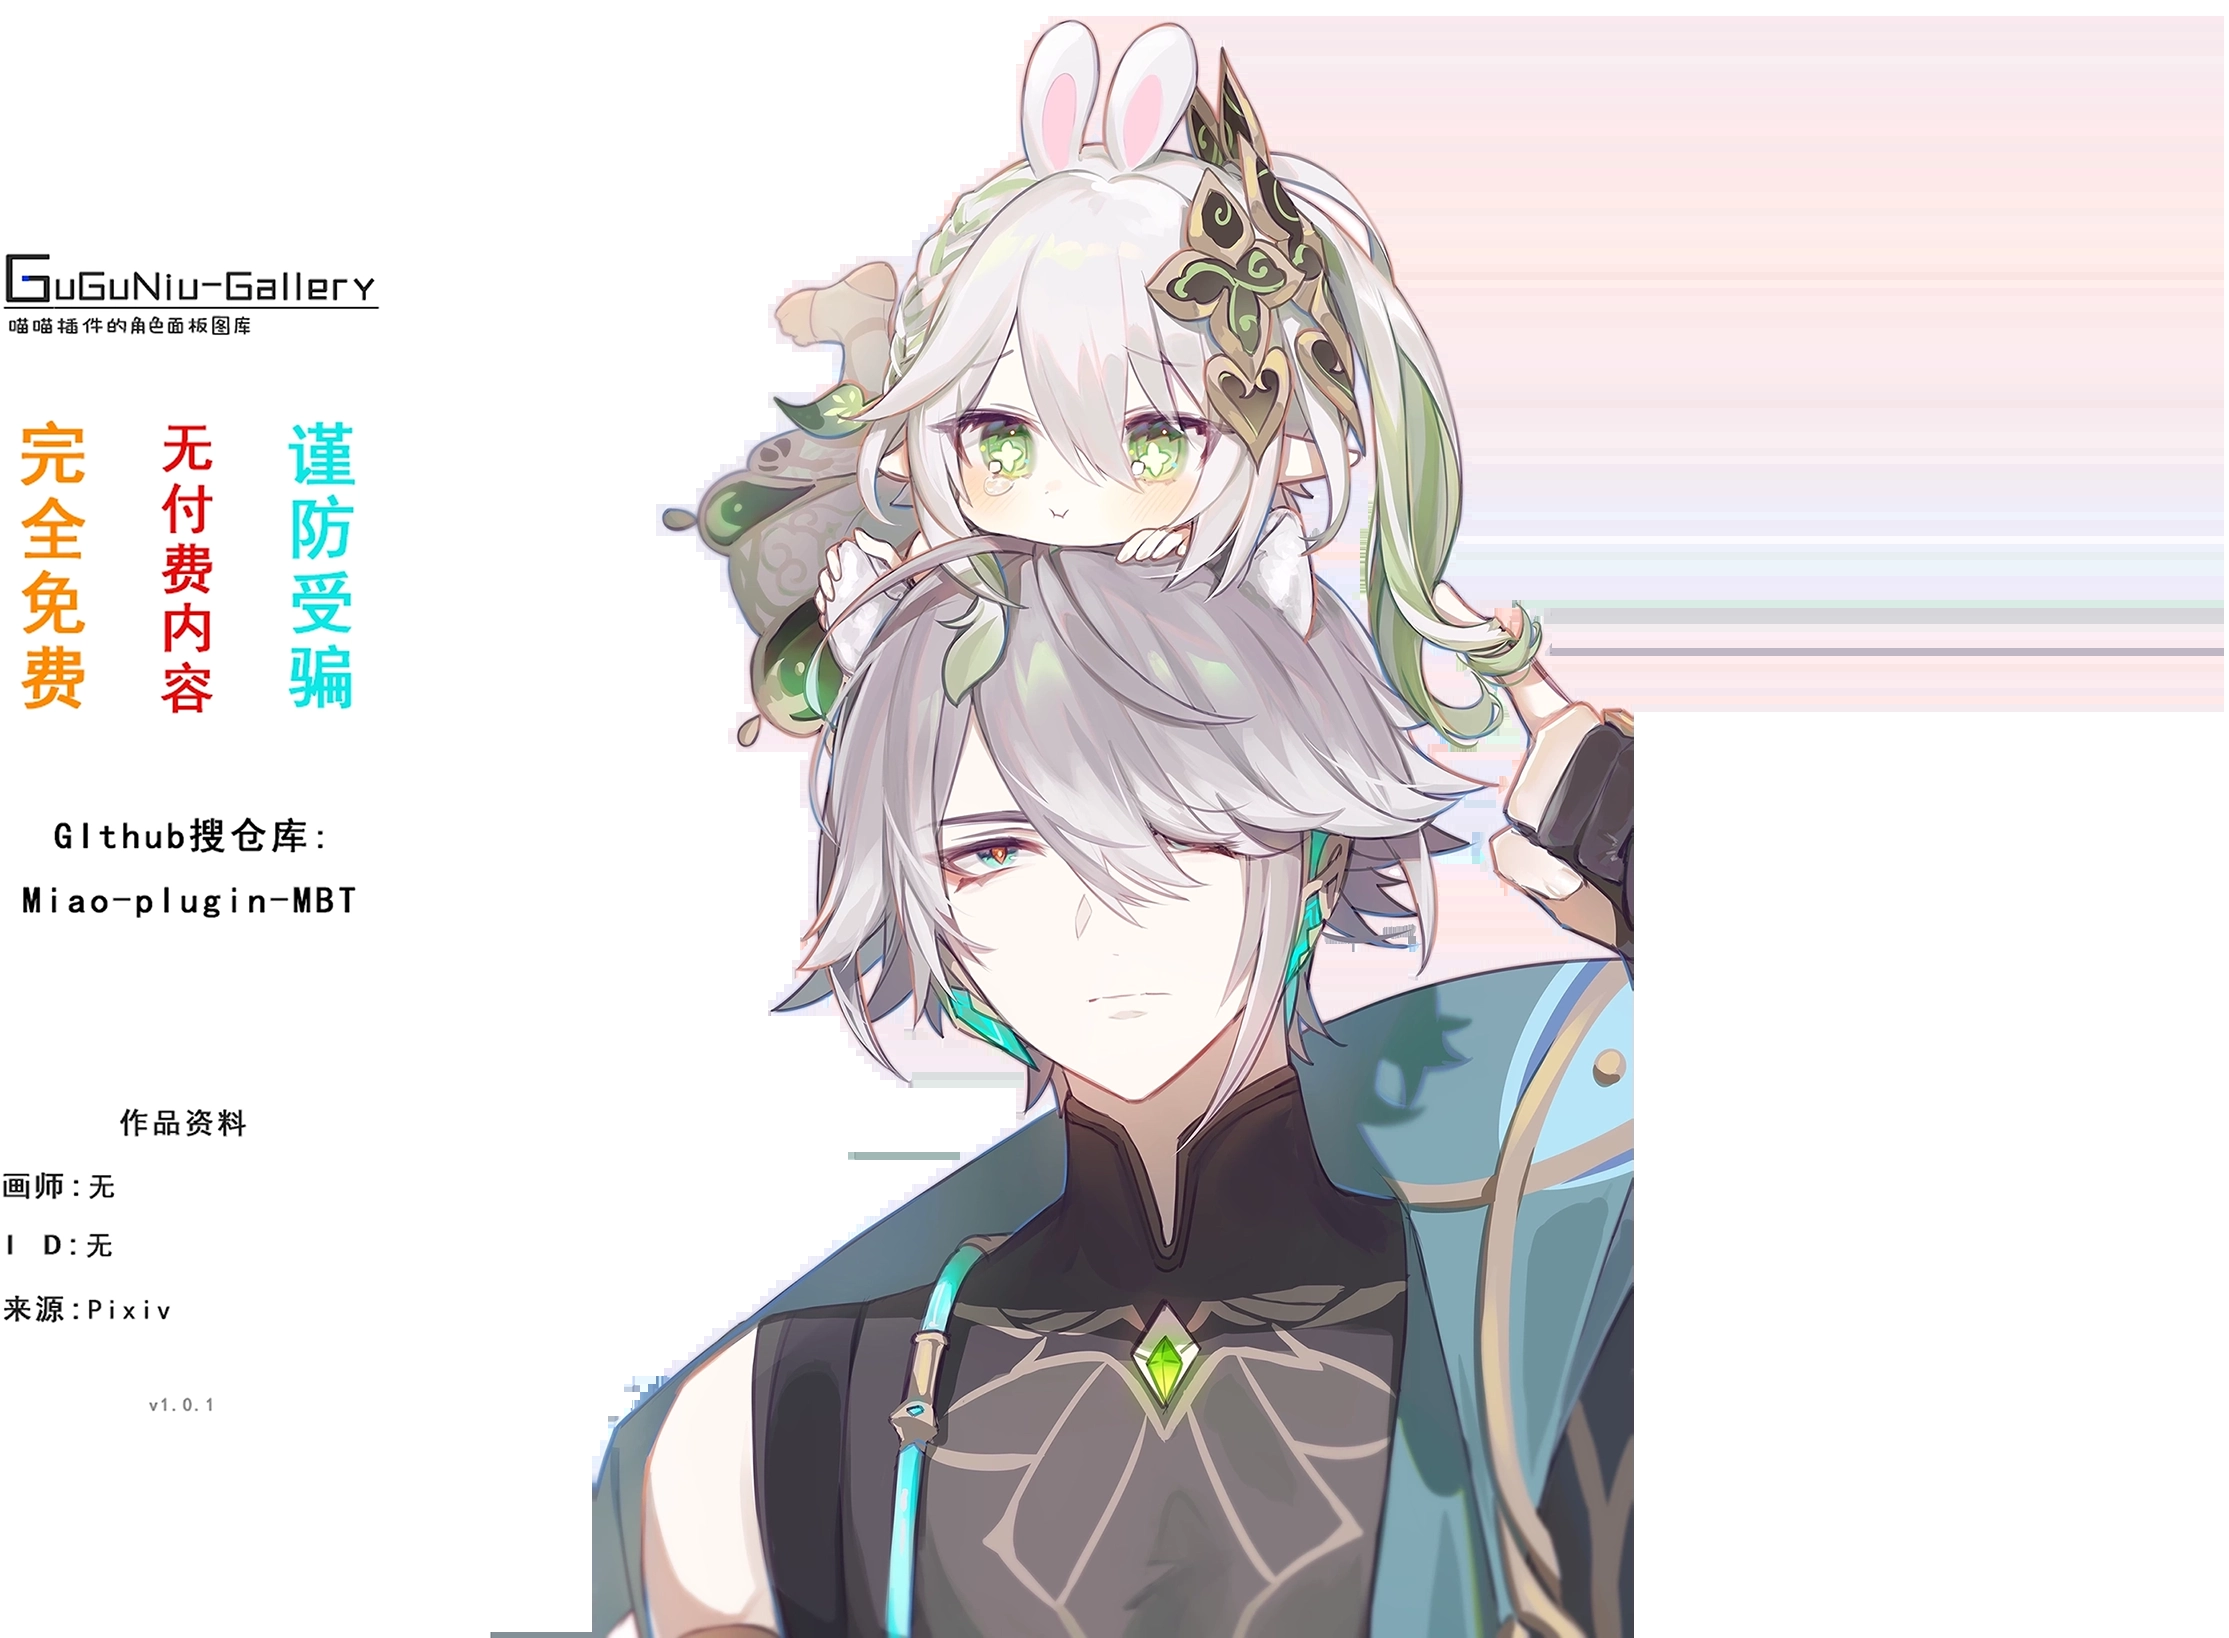 GuGuNiu-Gallery
喵喵插件的角色面板图库
完全免费
无付费内容
谨防受骗
GIthub搜仓库:
Miao-plugin-MBT
作品资料
画师:无
I D:无
来源:Pixiv
v1.0.1